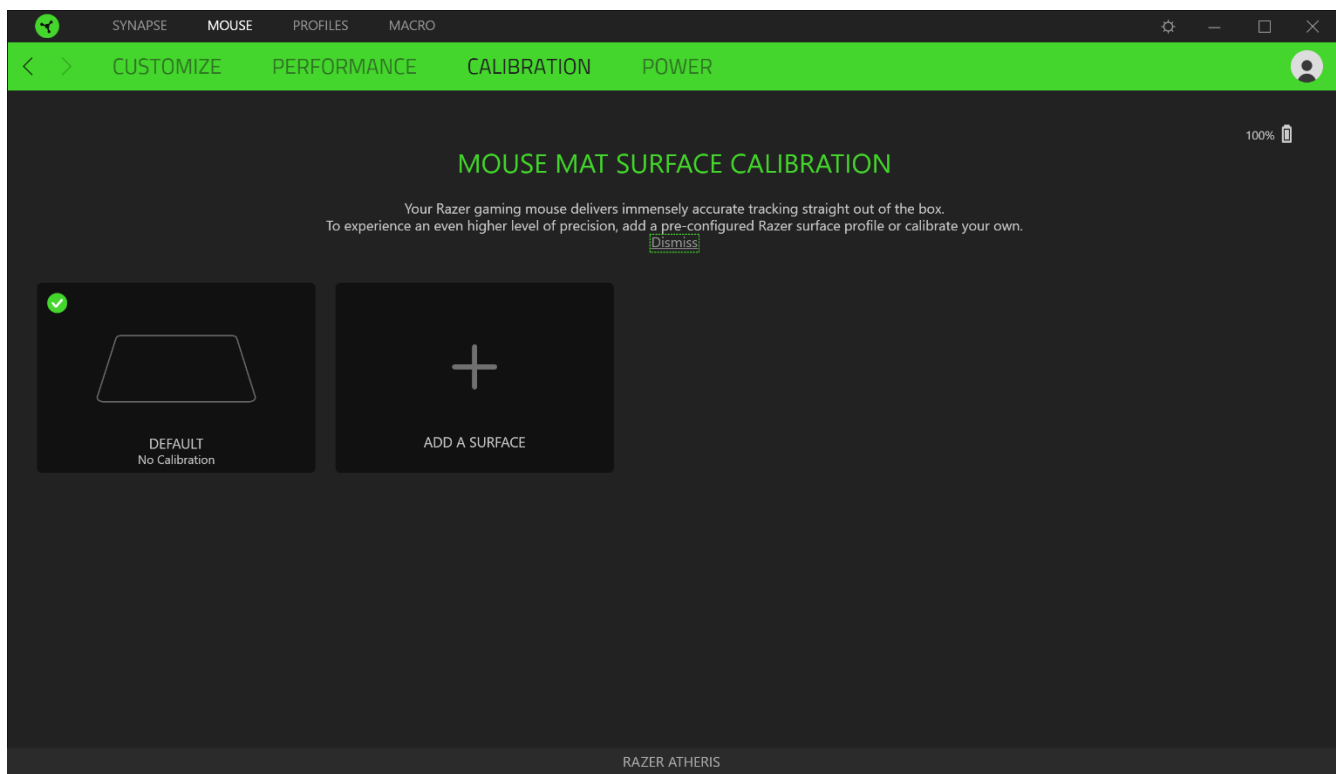 SYNAPSE MOUSE PROFILES MACRO
CUSTOMIZE PERFORMANCE CALIBRATION POWER
100%
MOUSE MAT SURFACE CALIBRATION
Your Razer gaming mouse delivers immensely accurate tracking straight out of the box.
To experience an even higher level of precision, add a pre-configured Razer surface profile or calibrate your own.
Dismiss
DEFAULT
No Calibration
ADD A SURFACE
RAZER ATHERIS